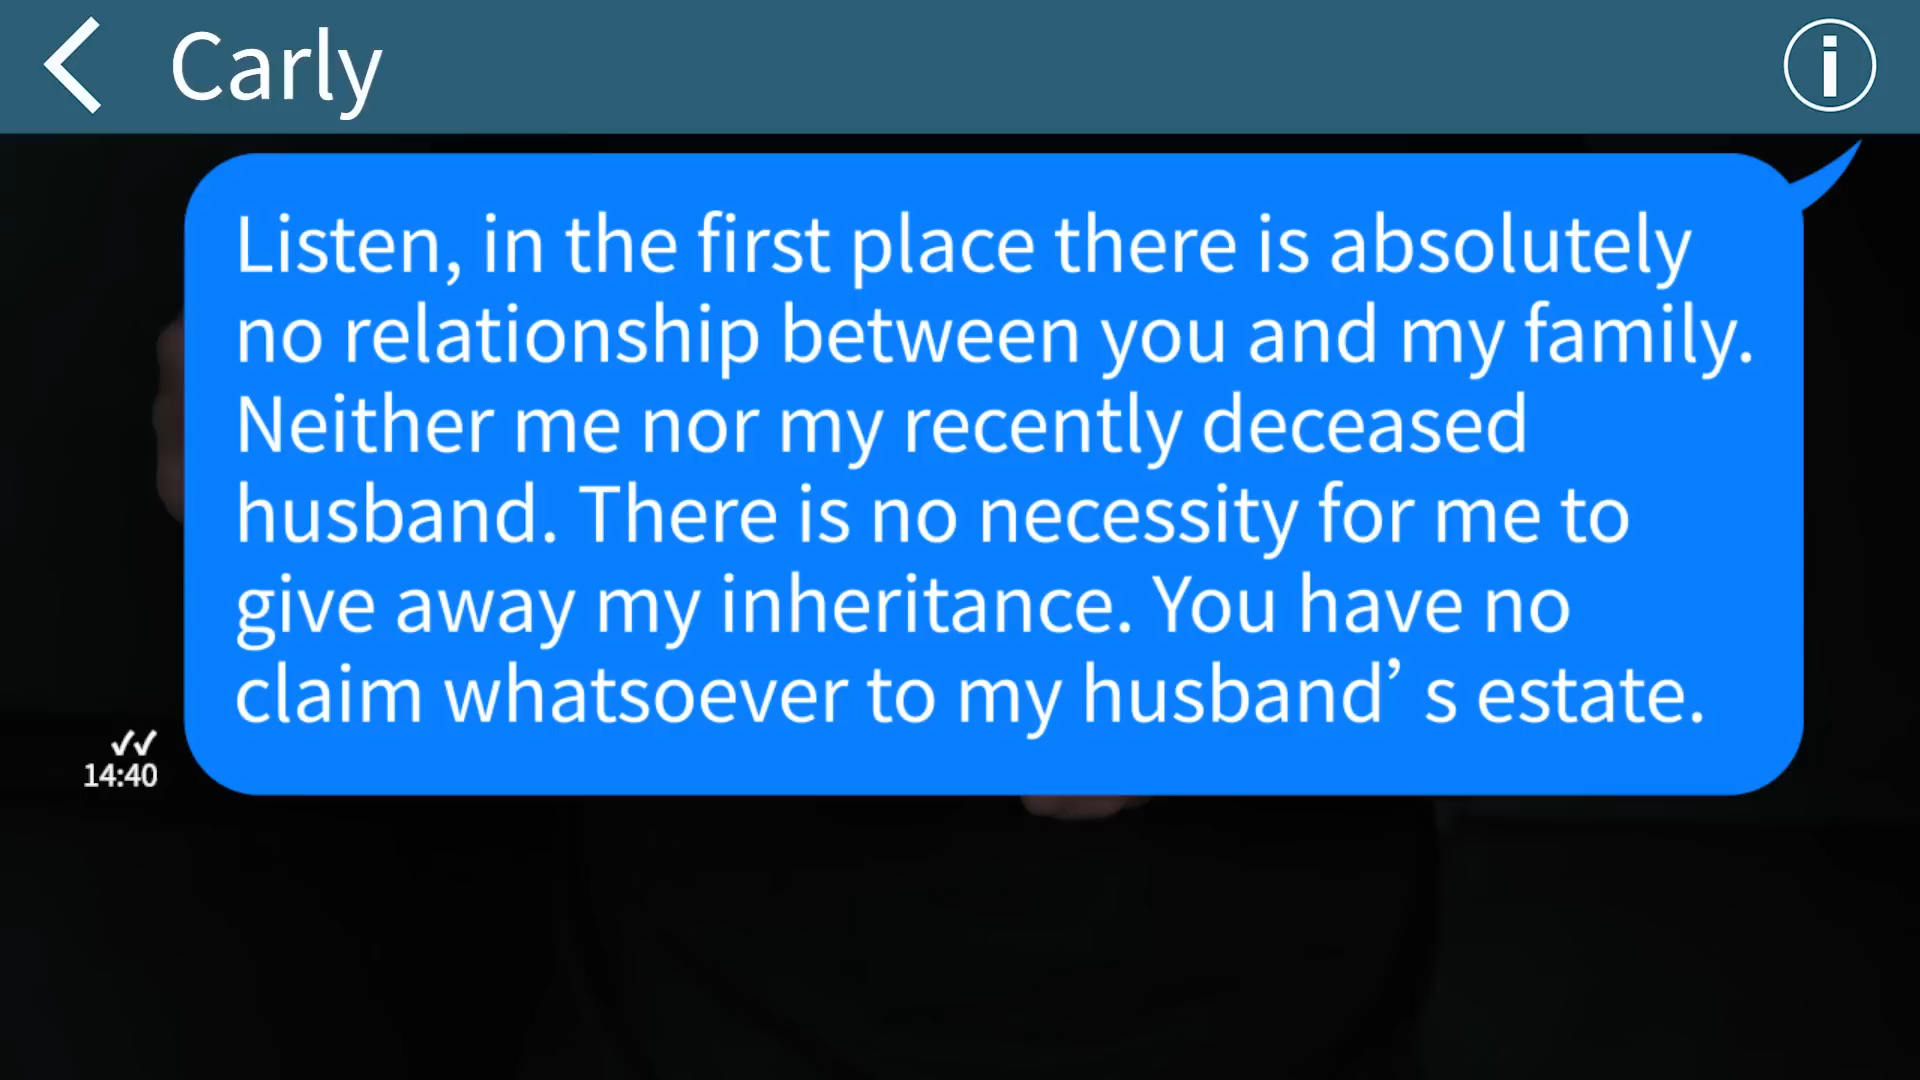 Carly
Listen, in the first place there is absolutely
no relationship between you and my family.
Neither me nor my recently deceased
husband. There is no necessity for me to
give away my inheritance. You have no
claim whatsoever to my husband’ s estate.
14:40